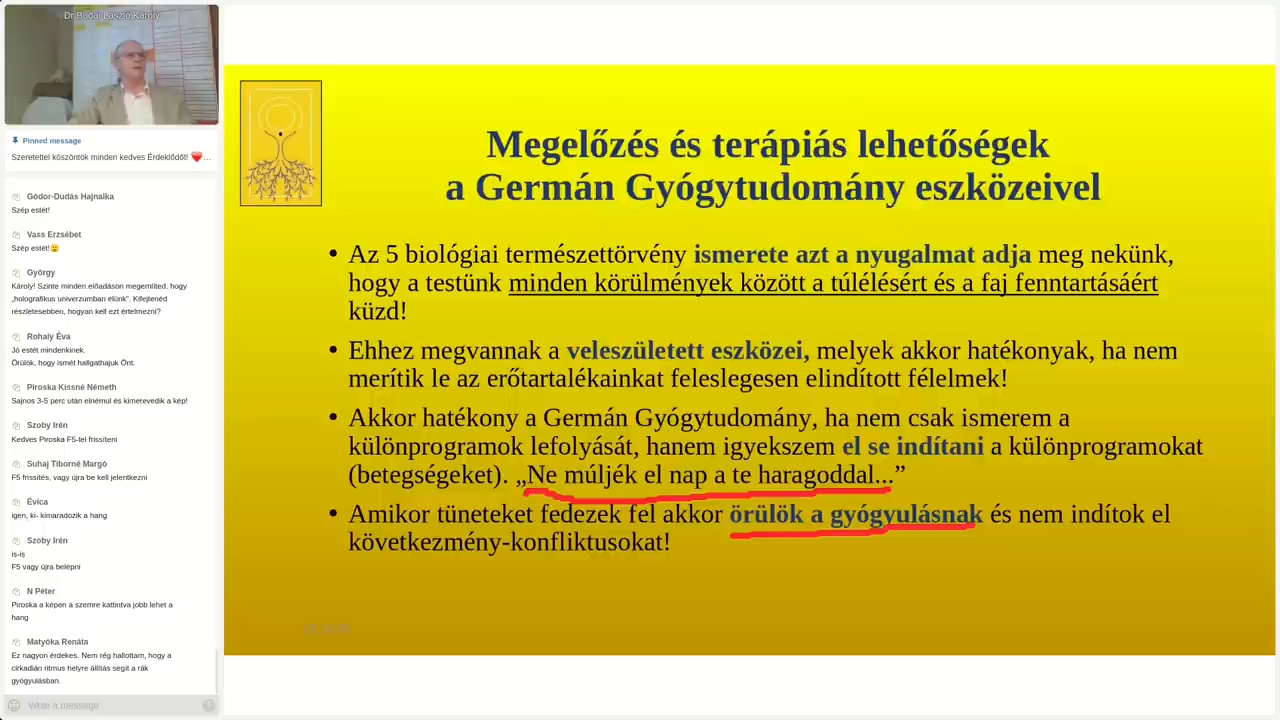 Dr Budai László Károly
Pinned message
Szeretettel köszöntök minden kedves Érdeklődőt! ❤️...
Gódor-Dudás Hajnalka
Szép estét!
Vass Erzsébet
Szép estét!🙂
György
Károly! Szinte minden előadáson megemlíted, hogy
„holografikus univerzumban élünk". Kifejtenéd
részletesebben, hogyan kell ezt értelmezni?
Rohaly Éva
Jó estét mindenkinek.
Örülök, hogy ismét hallgathajuk Önt.
Piroska Kissné Németh
Sajnos 3-5 perc után elnémul és kimerevedik a kép!
Szoby Irén
Kedves Piroska F5-tel frissíteni
Suhaj Tiborné Margó
F5 frissítés, vagy újra be kell jelentkezni
Évica
igen, ki- kimaradozik a hang
Szoby Irén
is-is
F5 vagy újra belépni
N Péter
Piroska a képen a szemre kattintva jobb lehet a
hang
Matyóka Renáta
Ez nagyon érdekes. Nem rég hallottam, hogy a
cirkadián ritmus helyre állítás segít a rák
gyógyulásban.
Write a message
Megelőzés és terápiás lehetőségek
a Germán Gyógytudomány eszközeivel
• Az 5 biológiai természettörvény ismerete azt a nyugalmat adja meg nekünk,
hogy a testünk minden körülmények között a túlélésért és a faj fenntartásáért
küzd!
• Ehhez megvannak a veleszületett eszközei, melyek akkor hatékonyak, ha nem
merítik le az erőtartalékainkat feleslegesen elindított félelmek!
• Akkor hatékony a Germán Gyógytudomány, ha nem csak ismerem a
különprogramok lefolyását, hanem igyekszem el se indítani a különprogramokat
(betegségeket). „Ne múljék el nap a te haragoddal...”
• Amikor tüneteket fedezek fel akkor örülök a gyógyulásnak és nem indítok el
következmény-konfliktusokat!